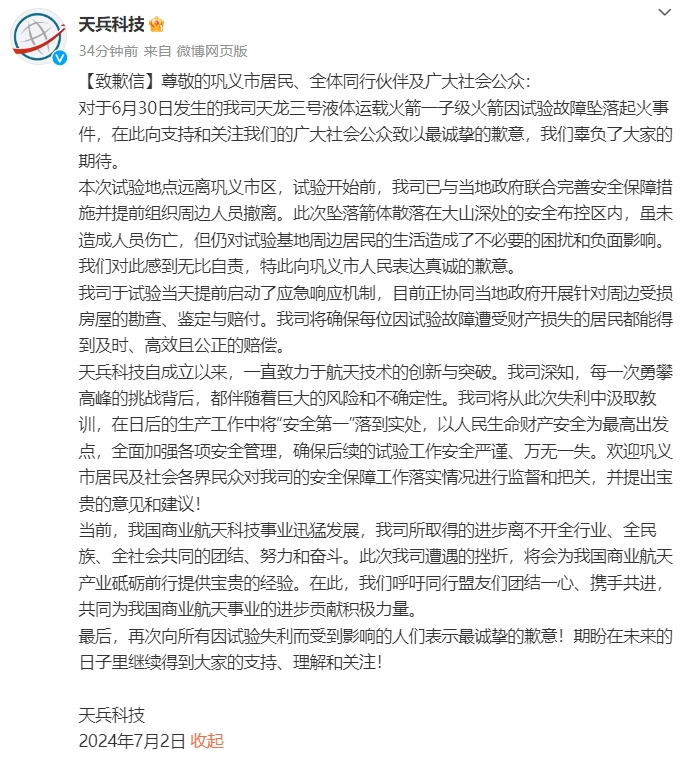 天兵科技
34分钟前 来自 微博网页版
【致歉信】尊敬的巩义市居民、全体同行伙伴及广大社会公众：
对于6月30日发生的我司天龙三号液体运载火箭一子级火箭因试验故障坠落起火事
件，在此向支持和关注我们的广大社会公众致以最诚挚的歉意，我们辜负了大家的
期待。
本次试验地点远离巩义市区，试验开始前，我司已与当地政府联合完善安全保障措
施并提前组织周边人员撤离。此次坠落箭体散落在大山深处的安全布控区内，虽未
造成人员伤亡，但仍对试验基地周边居民的生活造成了不必要的困扰和负面影响。
我们对此感到无比自责，特此向巩义市人民表达真诚的歉意。
我司于试验当天提前启动了应急响应机制，目前正协同当地政府开展针对周边受损
房屋的勘查、鉴定与赔付。我司将确保每位因试验故障遭受财产损失的居民都能得
到及时、高效且公正的赔偿。
天兵科技自成立以来，一直致力于航天技术的创新与突破。我司深知，每一次勇攀
高峰的挑战背后，都伴随着巨大的风险和不确定性。我司将从此次失利中汲取教
训，在日后的生产工作中将“安全第一”落到实处，以人民生命财产安全为最高出发
点，全面加强各项安全管理，确保后续的试验工作安全严谨、万无一失。欢迎巩义
市居民及社会各界民众对我司的安全保障工作落实情况进行监督和把关，并提出宝
贵的意见和建议！
当前，我国商业航天科技事业迅猛发展，我司所取得的进步离不开全行业、全民
族、全社会共同的团结、努力和奋斗。此次我司遭遇的挫折，将会为我国商业航天
产业砥砺前行提供宝贵的经验。在此，我们呼吁同行盟友们团结一心、携手共进，
共同为我国商业航天事业的进步贡献积极力量。
最后，再次向所有因试验失利而受到影响的人们表示最诚挚的歉意！期盼在未来的
日子里继续得到大家的支持、理解和关注！
天兵科技
2024年7月2日 收起